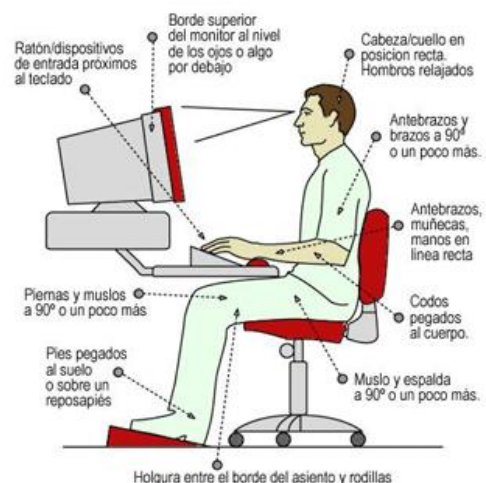 Borde superior
del monitor al nivel
de los ojos o algo
por debajo
Ratón/dispositivos
de entrada próximos
al teclado
Cabeza/cuello en
posicion recta.
Hombros relajados
Antebrazos y
brazos a 90º
o un poco más.
Antebrazos,
muñecas,
manos en
linea recta
Piernas y muslos
a 90º o un poco más
Codos
pegados
al cuerpo.
Pies pegados
al suelo
o sobre un
reposapiés
Muslo y espalda
a 90º o un poco más.
Holgura entre el borde del asiento y rodillas